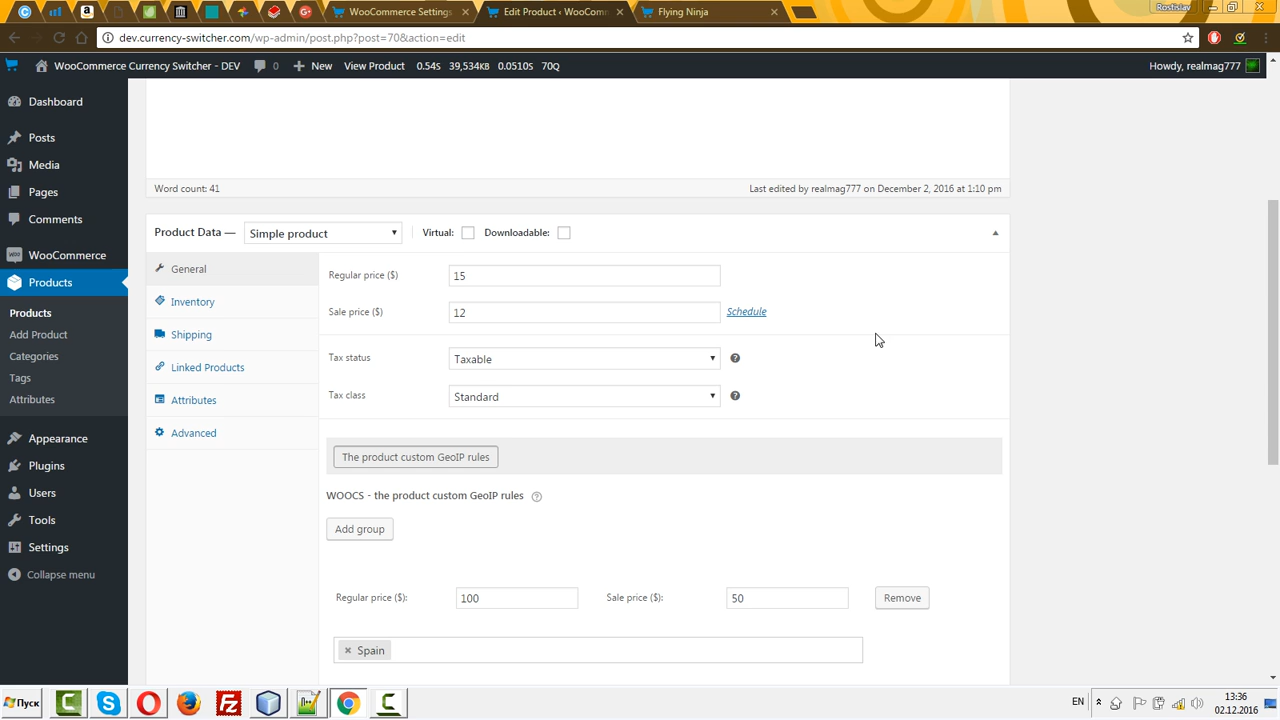 Rostislav
WooCommerce Settings
Edit Product ‹ WooComm
Flying Ninja
dev.currency-switcher.com/wp-admin/post.php?post=70&action=edit
WooCommerce Currency Switcher - DEV
0
New
View Product
0.54S
39,534KB
0.0510S
70Q
Howdy, realmag777
Dashboard
Posts
Media
Pages
Comments
WooCommerce
Products
Products
Add Product
Categories
Tags
Attributes
Appearance
Plugins
Users
Tools
Settings
Collapse menu
Word count: 41
Last edited by realmag777 on December 2, 2016 at 1:10 pm
Product Data —
Simple product
Virtual:
Downloadable:
General
Inventory
Shipping
Linked Products
Attributes
Advanced
Regular price ($)
15
Sale price ($)
12
Schedule
Tax status
Taxable
Tax class
Standard
The product custom GeoIP rules
WOOCS - the product custom GeoIP rules
Add group
Regular price ($):
100
Sale price ($):
50
Remove
× Spain
Пуск
EN
13:36
02.12.2016